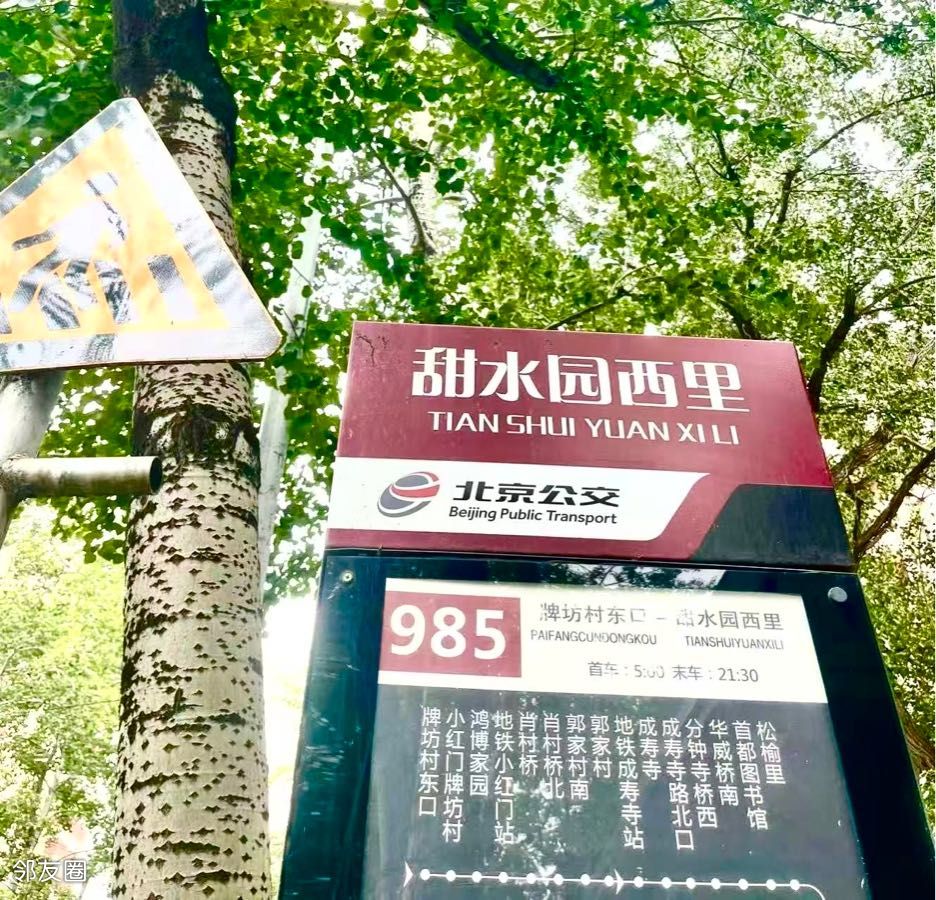 甜水园西里
TIAN SHUI YUAN XI LI
北京公交
Beijing Public Transport
985
牌坊村东口 - 甜水园西里
PAIFANGCUNDONGKOU TIANSHUIYUANXILI
首车:5:00 末车:21:30
牌坊村东口
小红门牌坊村
鸿博家园
地铁小红门站
肖村桥
肖村桥北
郭家村南
郭家村
地铁成寿寺站
成寿寺
成寿寺路北口
分钟寺桥西
华威桥南
首都图书馆
松榆里
邻友圈